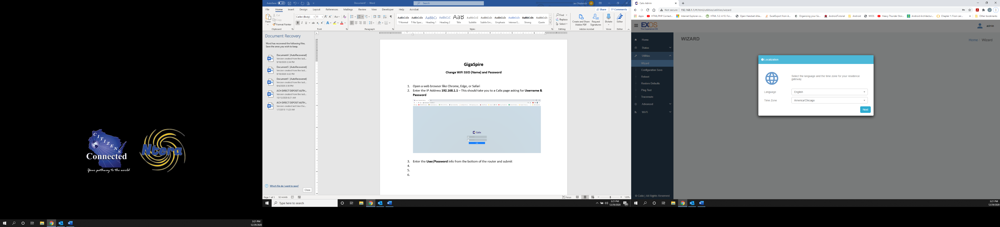 CITIZENS
Connected
Your pathway to the world
Ntera
3:21 PM
12/29/2020
AutoSave Off
Document1 - Word
Search
Jen Diederich
JD
File Home Insert Design Layout References Mailings Review View Developer Help Acrobat
Share Comments
Paste
Cut
Copy
Format Painter
Clipboard
Calibri (Body) 11
Font
Paragraph
AaBbCcDc AaBbCcDc AaBbCc AaBbCcC AaB AaBbCcC AaBbCcDc AaBbCcDc AaBbCcDc AaBbCcDc AaBbCcDc
¶ Normal ¶ No Spac... Heading 1 Heading 2 Title Subtitle Subtle Em... Emphasis Intense E... Strong Quote
Styles
Find
Replace
Select
Editing
Create and Share Adobe PDF
Request Signatures
Adobe Acrobat
Dictate
Voice
Editor
Editor
Document Recovery
Word has recovered the following files.
Save the ones you wish to keep.
Document4 [AutoRecovered]
Version created from the last...
9/10/2020 2:34 PM
Document5 [AutoRecovered]
Version created from the last...
9/10/2020 3:52 PM
Document1 [AutoRecovered]
Version created from the last...
9/4/2020 2:30 PM
ACH DIRECT DEPOSIT AUTH...
Version created from the last...
10/15/2020 8:21 AM
ACH DIRECT DEPOSIT AUTH...
Version created last time the...
1/7/2015 11:23 AM
Which file do I want to save?
Close
GigaSpire
Change WiFi SSID (Name) and Password
1. Open a web browser like Chrome, Edge, or Safari
2. Enter the IP Address 192.168.1.1 – This should take you to a Calix page asking for Username &
Password
Calix
3. Enter the User/Password info from the bottom of the router and submit
4.
5.
6.
Page 1 of 1 52 words
Focus
120%
Type here to search
3:21 PM
12/29/2020
20
Calix Admin
Not secure 192.168.1.1/#/html/utilities/utilities/wizard
Apps HTML/PHP Contact... Internet Explorer co... HTML 5.2: 4.10. For... Open Handset Allia... ExcelExport from A... Organizing your So... AndroidTutorial Android WIDS Heavy Thunder Stor... Android Architectur... Chapter 1: From zer... Other bookmarks
EXOS
The Experience OS
admin
Home
Status
Utilities
Wizard
Configuration Save
Reboot
Restore Defaults
Ping Test
Traceroute
Advanced
Wi-Fi
© Calix | All Rights Reserved
WIZARD
Home / Wizard
Localization
Select the language and the time zone for your residence
gateway.
Language English
Time Zone America/Chicago
Next
3:21 PM
12/29/2020